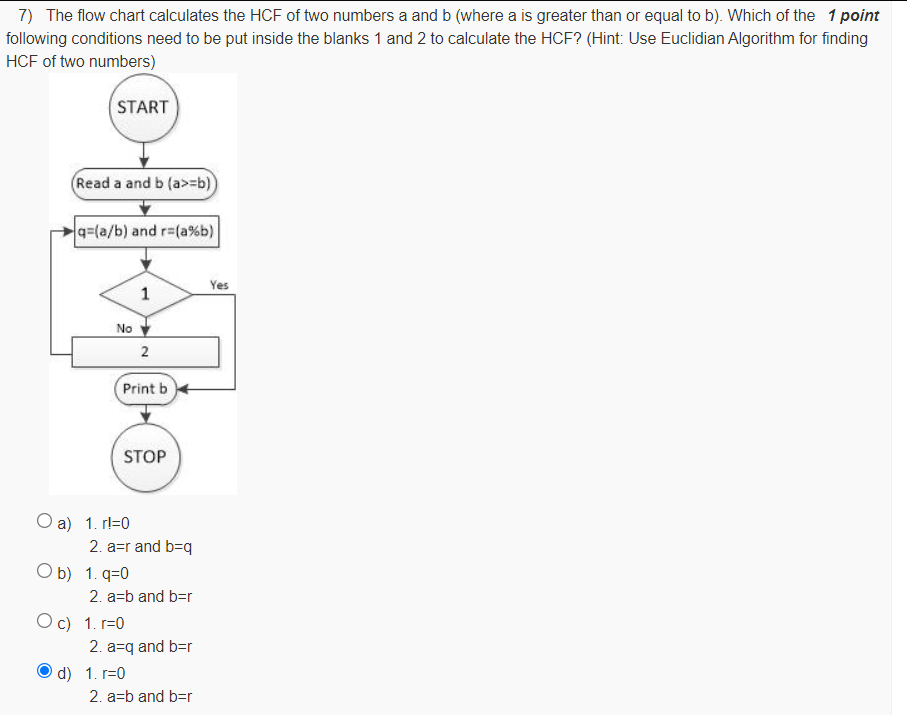 7) The flow chart calculates the HCF of two numbers a and b (where a is greater than or equal to b). Which of the 1 point
following conditions need to be put inside the blanks 1 and 2 to calculate the HCF? (Hint: Use Euclidian Algorithm for finding
HCF of two numbers)
START
Read a and b (a>=b)
q=(a/b) and r=(a%b)
1
Yes
No
2
Print b
STOP
a) 1. r!=0
2. a=r and b=q
b) 1. q=0
2. a=b and b=r
c) 1. r=0
2. a=q and b=r
d) 1. r=0
2. a=b and b=r